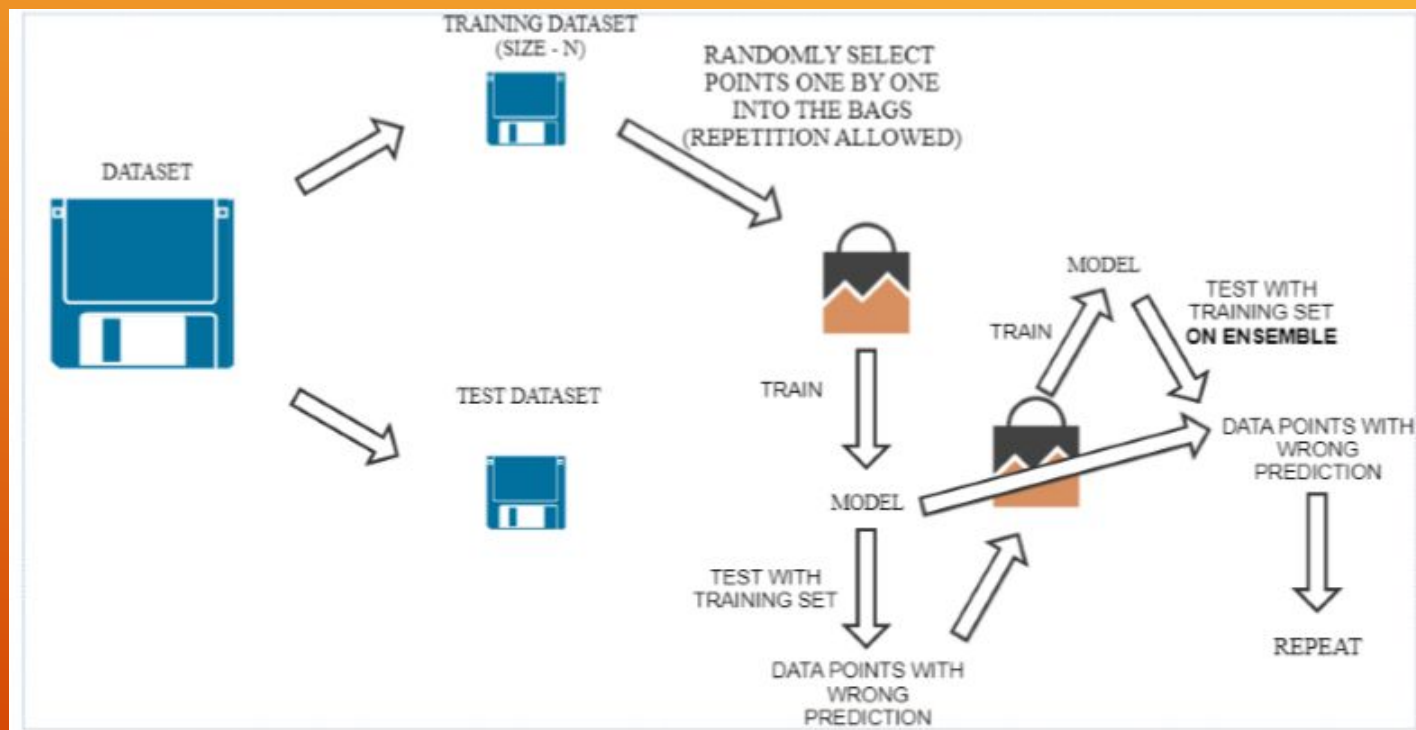 TRAINING DATASET
(SIZE - N)
RANDOMLY SELECT
POINTS ONE BY ONE
INTO THE BAGS
(REPETITION ALLOWED)
DATASET
MODEL
TEST WITH
TRAINING SET
ON ENSEMBLE
TRAIN
TRAIN
TEST DATASET
DATA POINTS WITH
WRONG
PREDICTION
MODEL
TEST WITH
TRAINING SET
REPEAT
DATA POINTS WITH
WRONG
PREDICTION